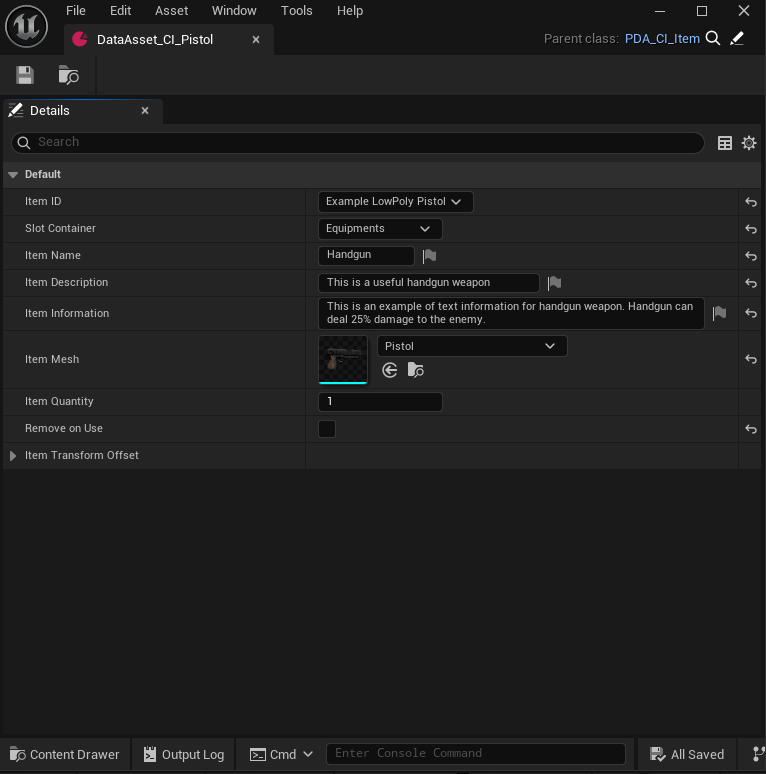 File Edit Asset Window Tools Help
DataAsset_CI_Pistol
Parent class: PDA_CI_Item
Details
Search
Default
Item ID
Example LowPoly Pistol
Slot Container
Equipments
Item Name
Handgun
Item Description
This is a useful handgun weapon
Item Information
This is an example of text information for handgun weapon. Handgun can
deal 25% damage to the enemy.
Item Mesh
Pistol
Item Quantity
1
Remove on Use
Item Transform Offset
Content Drawer
Output Log
Cmd
Enter Console Command
All Saved